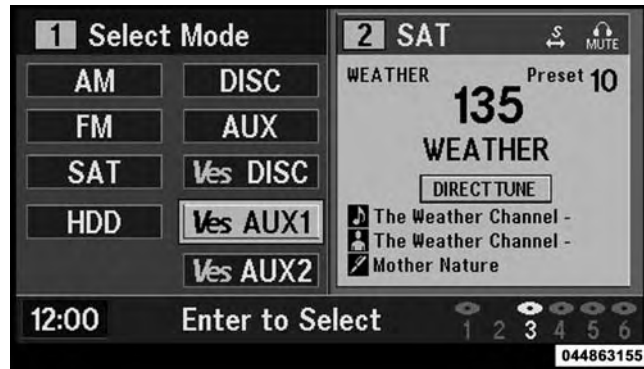 1 Select Mode
AM
DISC
FM
AUX
SAT
Ves DISC
HDD
Ves AUX1
Ves AUX2
2 SAT
S
MUTE
WEATHER
Preset 10
135
WEATHER
DIRECT TUNE
The Weather Channel -
The Weather Channel -
Mother Nature
12:00
Enter to Select
1 2 3 4 5 6
044863155